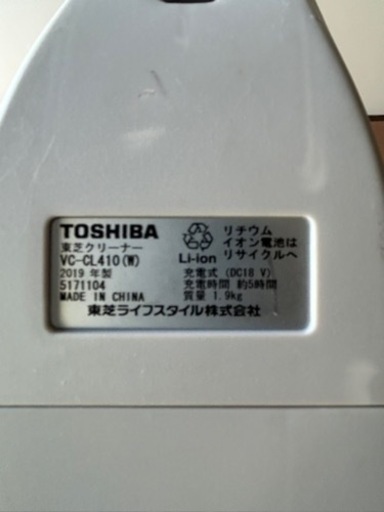 TOSHIBA
東芝クリーナー
VC-CL410(W)
2019 年製
5171104
MADE IN CHINA
Li-ion
リチウム
イオン電池は
リサイクルへ
充電式 (DC18 V)
充電時間 約5時間
質量 1.9kg
東芝ライフスタイル株式会社